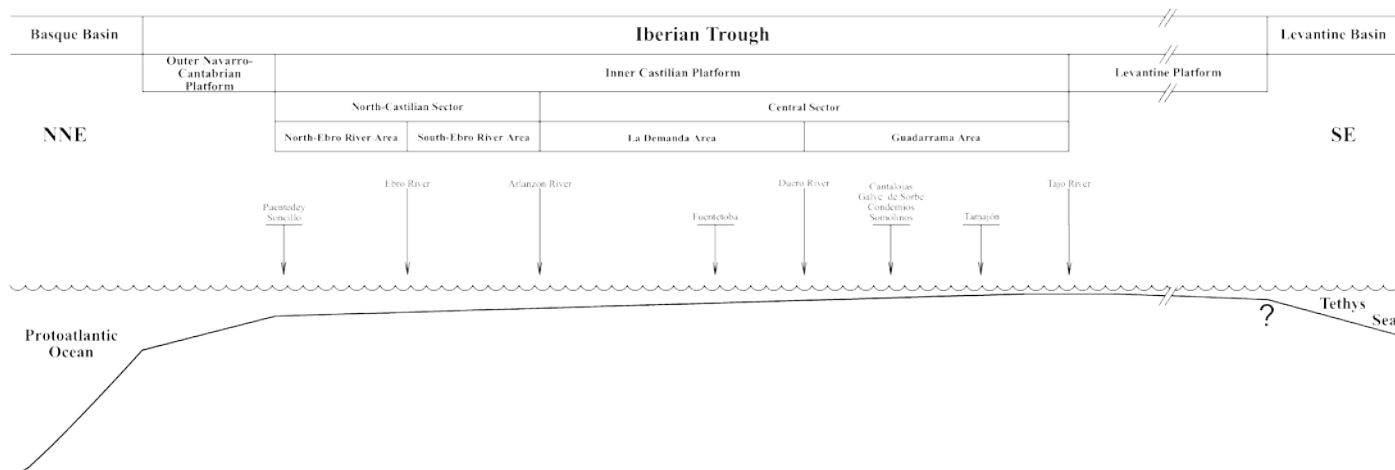 Basque Basin
Iberian Trough
Levantine Basin
Outer Navarro-
Cantabrian
Platform
Inner Castilian Platform
Levantine Platform
North-Castilian Sector
Central Sector
NNE
North-Ebro River Area
South-Ebro River Area
La Demanda Area
Guadarrama Area
SE
Puentedey
Soncillo
Ebro River
Arlanzón River
Fuentetoba
Duero River
Cantalojas
Galve de Sorbe
Condemios
Somolinos
Tamajón
Tajo River
Protoatlantic
Ocean
?
Tethys
Sea